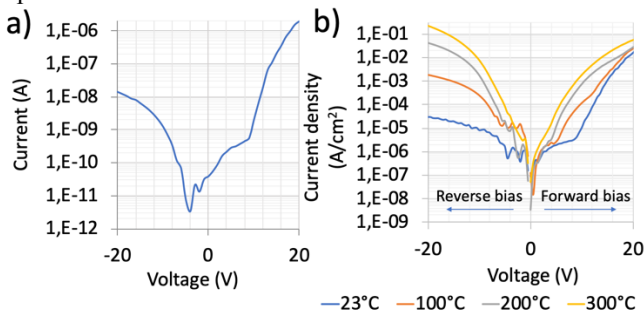 a)
1,E-06
1,E-07
1,E-08
1,E-09
1,E-10
1,E-11
1,E-12
Current (A)
-20
0
20
Voltage (V)
b)
1,E-01
1,E-02
1,E-03
1,E-04
1,E-05
1,E-06
1,E-07
1,E-08
1,E-09
Current density
(A/cm²)
Reverse bias
Forward bias
-20
-10
0
10
20
Voltage (V)
23°C
100°C
200°C
300°C